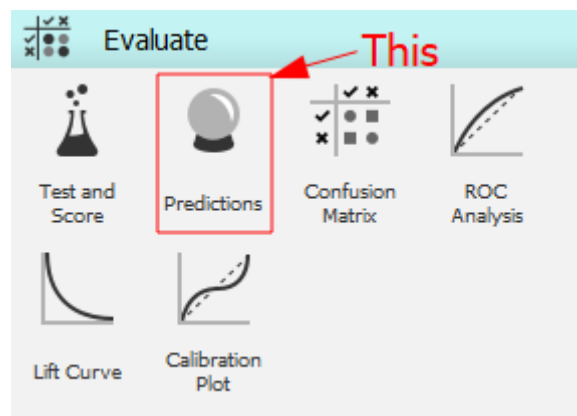 Evaluate
This
Test and
Score
Predictions
Confusion
Matrix
ROC
Analysis
Lift Curve
Calibration
Plot